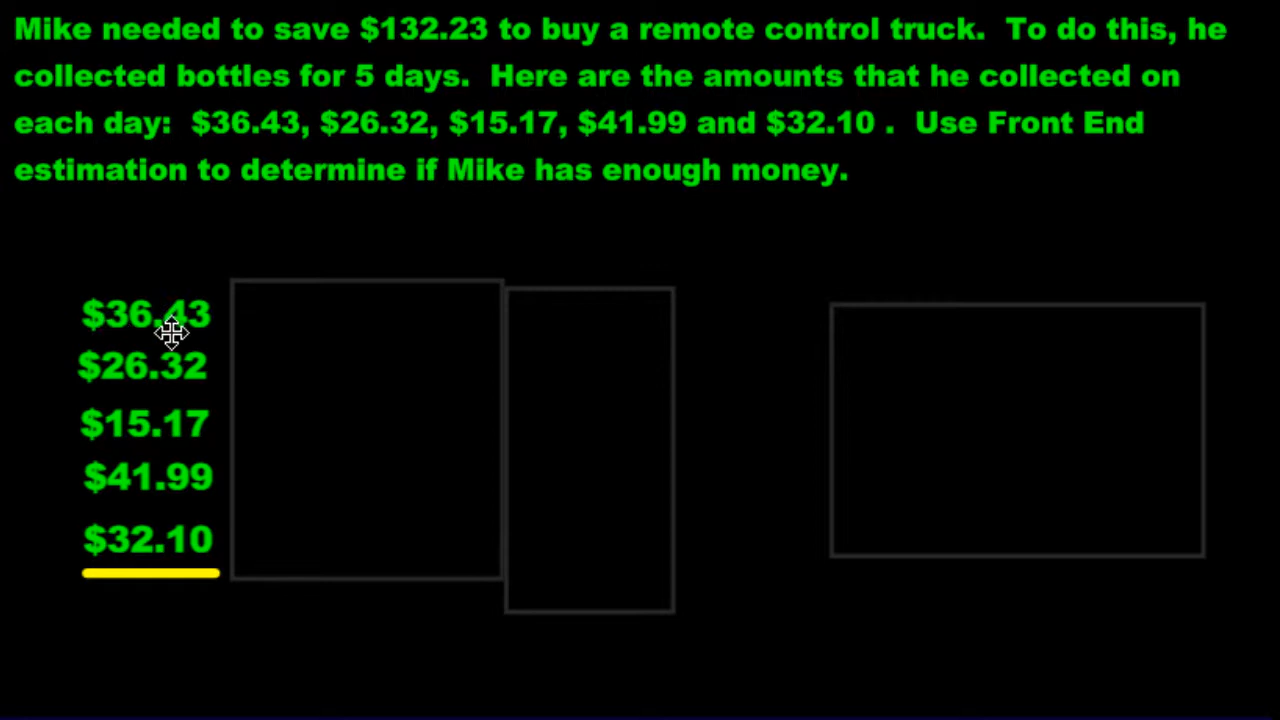 Mike needed to save $132.23 to buy a remote control truck.  To do this, he
collected bottles for 5 days.  Here are the amounts that he collected on
each day:  $36.43, $26.32, $15.17, $41.99 and $32.10 .  Use Front End
estimation to determine if Mike has enough money.
$36.43
$26.32
$15.17
$41.99
$32.10